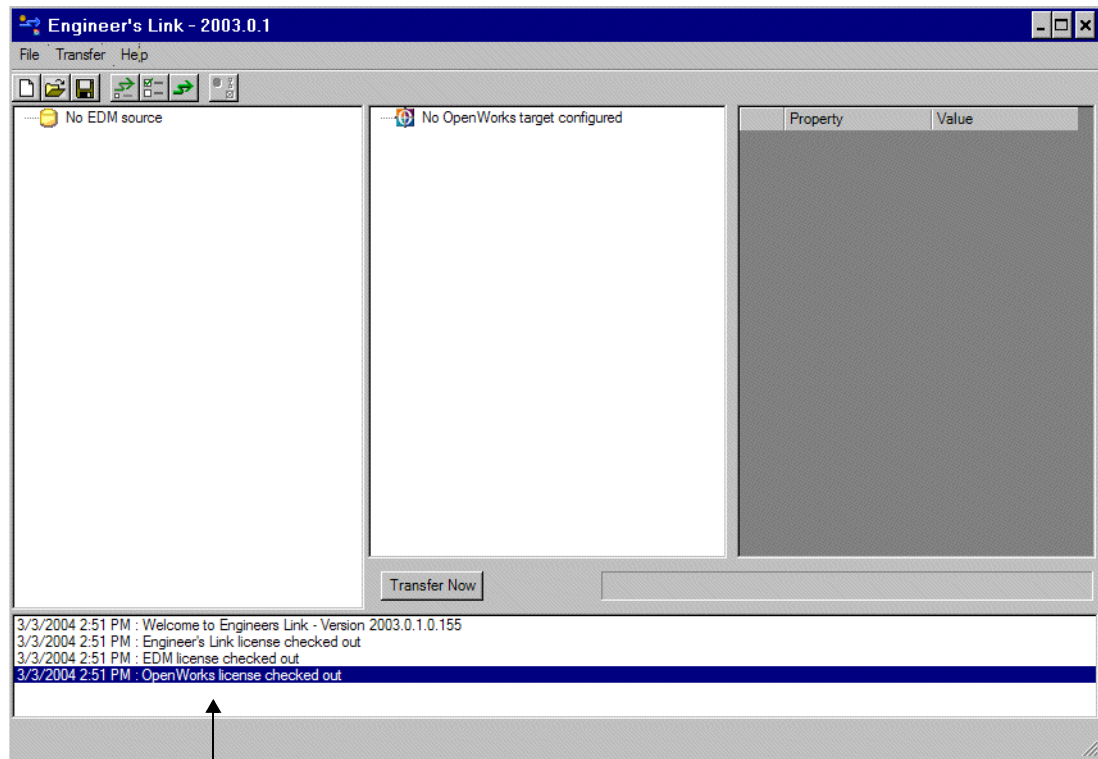 Engineer's Link - 2003.0.1
File Transfer Help
No EDM source
No OpenWorks target configured
Property Value
Transfer Now
3/3/2004 2:51 PM : Welcome to Engineers Link - Version 2003.0.1.0.155
3/3/2004 2:51 PM : Engineer's Link license checked out
3/3/2004 2:51 PM : EDM license checked out
3/3/2004 2:51 PM : OpenWorks license checked out